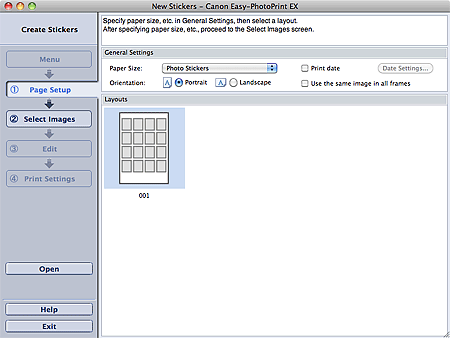 New Stickers – Canon Easy-PhotoPrint EX
Create Stickers
Specify paper size, etc. in General Settings, then select a layout.
After specifying paper size, etc., proceed to the Select Images screen.
Menu
① Page Setup
② Select Images
③ Edit
④ Print Settings
Open
Help
Exit
General Settings
Paper Size: Photo Stickers Print date Date Settings...
Orientation: A Portrait A Landscape Use the same image in all frames
Layouts
001